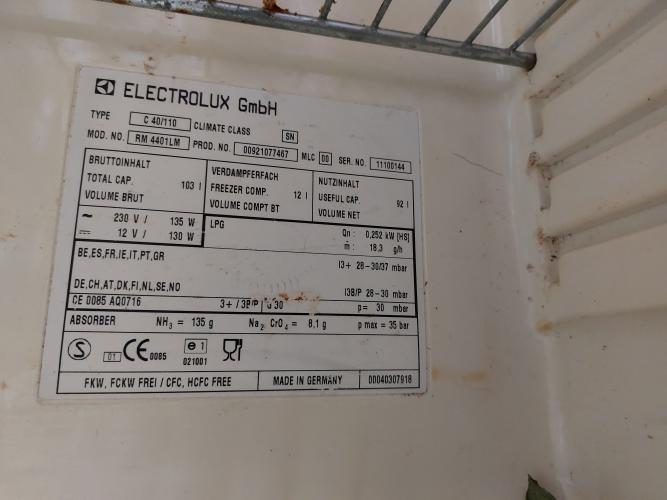 ELECTROLUX GmbH
TYPE C 40/110 CLIMATE CLASS SN
MOD. NO. RM 4401LM PROD. NO. 00921077467 MLC 00 SER. NO. 11100144
BRUTTOINHALT
TOTAL CAP. 103 l
VOLUME BRUT
VERDAMPFERFACH
FREEZER COMP. 12 l
VOLUME COMPT BT
NUTZINHALT
USEFUL CAP. 92 l
VOLUME NET
~ 230 V / 135 W
⎓ 12 V / 130 W
LPG Qn : 0,252 kW [HS]
ṁ : 18,3 g/h
BE,ES,FR,IE,IT,PT,GR I3+ 28-30/37 mbar
DE,CH,AT,DK,FI,NL,SE,NO I3B/P 28-30 mbar
CE 0085 AQ0716 3+ / 3B/P 30 p= 30 mbar
ABSORBER NH₃ = 135 g Na₂ CrO₄ = 8,1 g p max = 35 bar
S 01 CE 0085 e 1
021001
FKW, FCKW FREI / CFC, HCFC FREE MADE IN GERMANY 00040307918